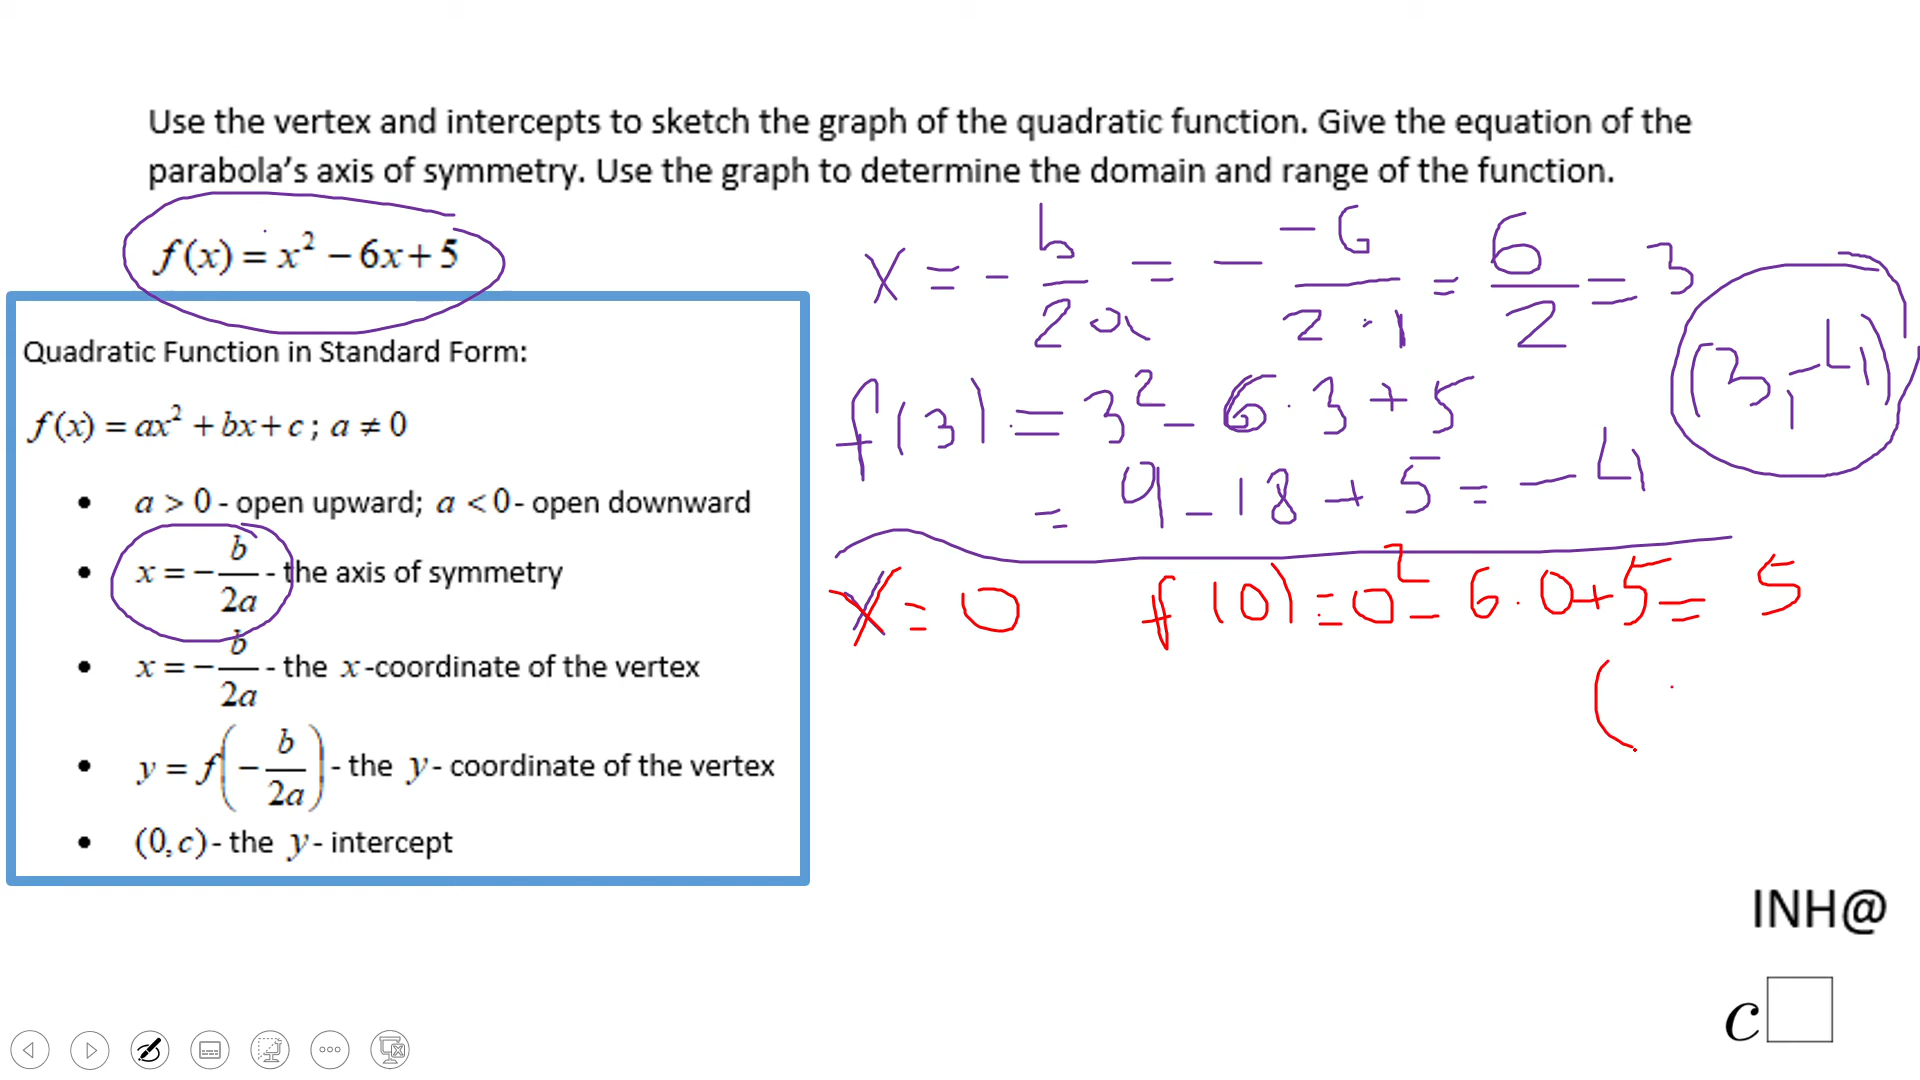 Use the vertex and intercepts to sketch the graph of the quadratic function. Give the equation of the
parabola's axis of symmetry. Use the graph to determine the domain and range of the function.
f(x) = x² − 6x + 5
Quadratic Function in Standard Form:
f(x) = ax² + bx + c ; a ≠ 0
• a > 0 - open upward; a < 0 - open downward
• x = −b/2a - the axis of symmetry
• x = −b/2a - the x-coordinate of the vertex
• y = f(−b/2a) - the y- coordinate of the vertex
• (0, c) - the y- intercept
x = - b/2a = - -6/2·1 = 6/2 = 3
(3, -4)
f(3) = 3² - 6·3 + 5
= 9 - 18 + 5 = -4
x = 0 f(0) = 0² - 6·0 + 5 = 5
(
INH@
c